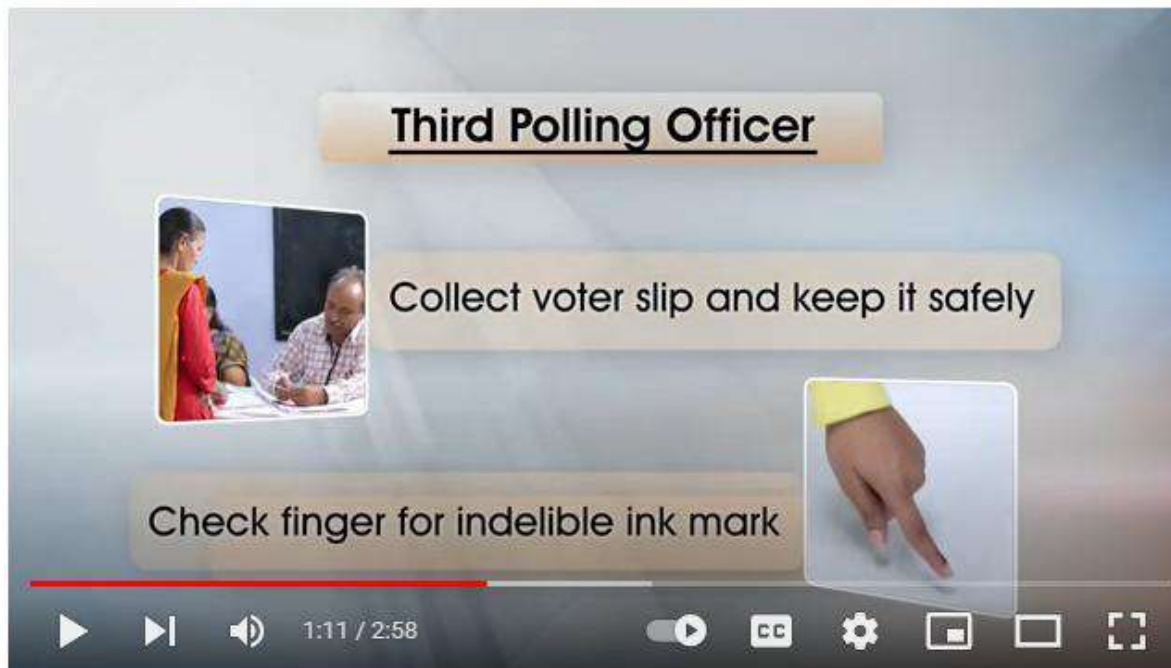 Third Polling Officer
Collect voter slip and keep it safely
Check finger for indelible ink mark
1:11 / 2:58
CC